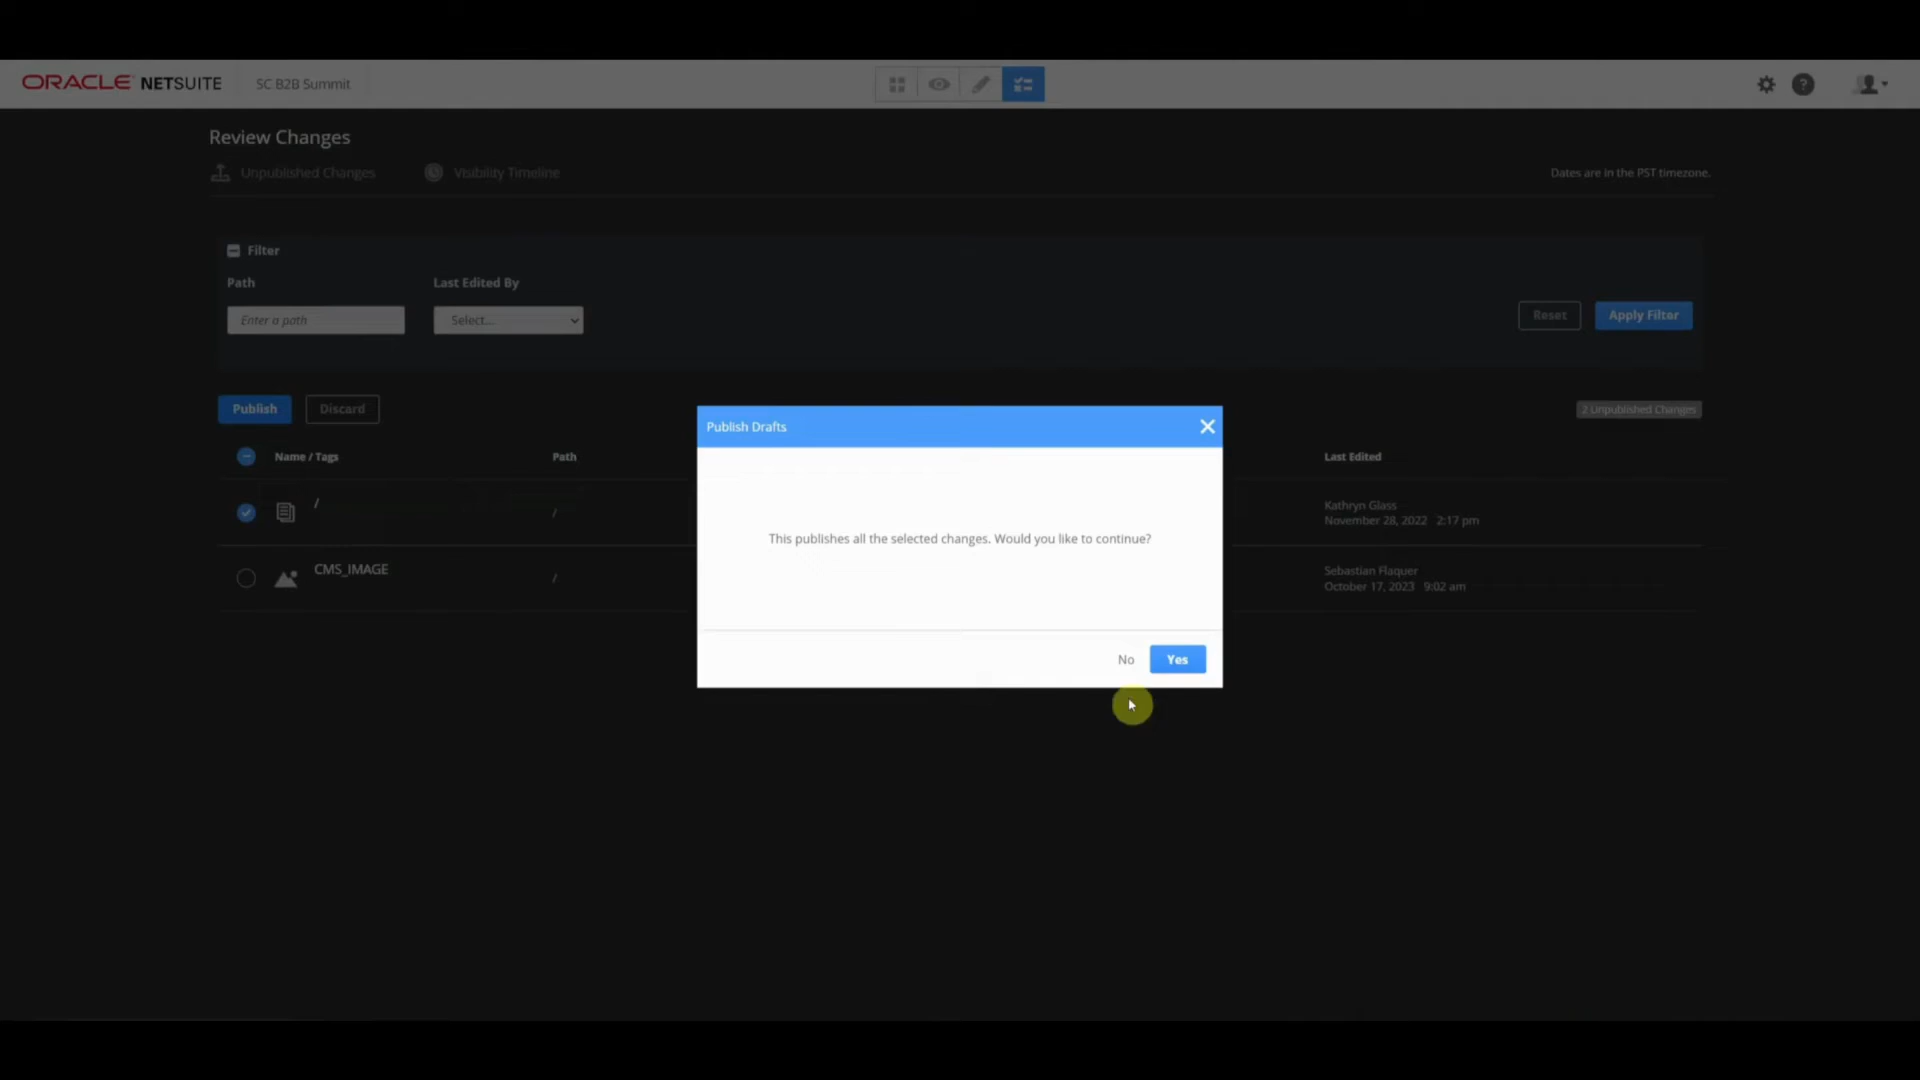 ORACLE NETSUITE
SC B2B Summit
?
Review Changes
Unpublished Changes
Visibility Timeline
Dates are in the PST timezone.
Filter
Path
Last Edited By
Enter a path
Select...
Reset
Apply Filter
Publish
Discard
2 Unpublished Changes
Publish Drafts
Name / Tags
Path
Last Edited
/
/
Kathryn Glass
November 28, 2022 2:17 pm
This publishes all the selected changes. Would you like to continue?
CMS_IMAGE
/
Sebastian Flaquer
October 17, 2023 9:02 am
No
Yes